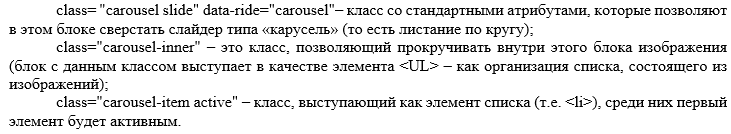 class= "carousel slide" data-ride="carousel"– класс со стандартными атрибутами, которые позволяют
в этом блоке сверстать слайдер типа «карусель» (то есть листание по кругу);
class="carousel-inner" – это класс, позволяющий прокручивать внутри этого блока изображения
(блок с данным классом выступает в качестве элемента <UL> – как организация списка, состоящего из
изображений);
class="carousel-item active" – класс, выступающий как элемент списка (т.е. <li>), среди них первый
элемент будет активным.